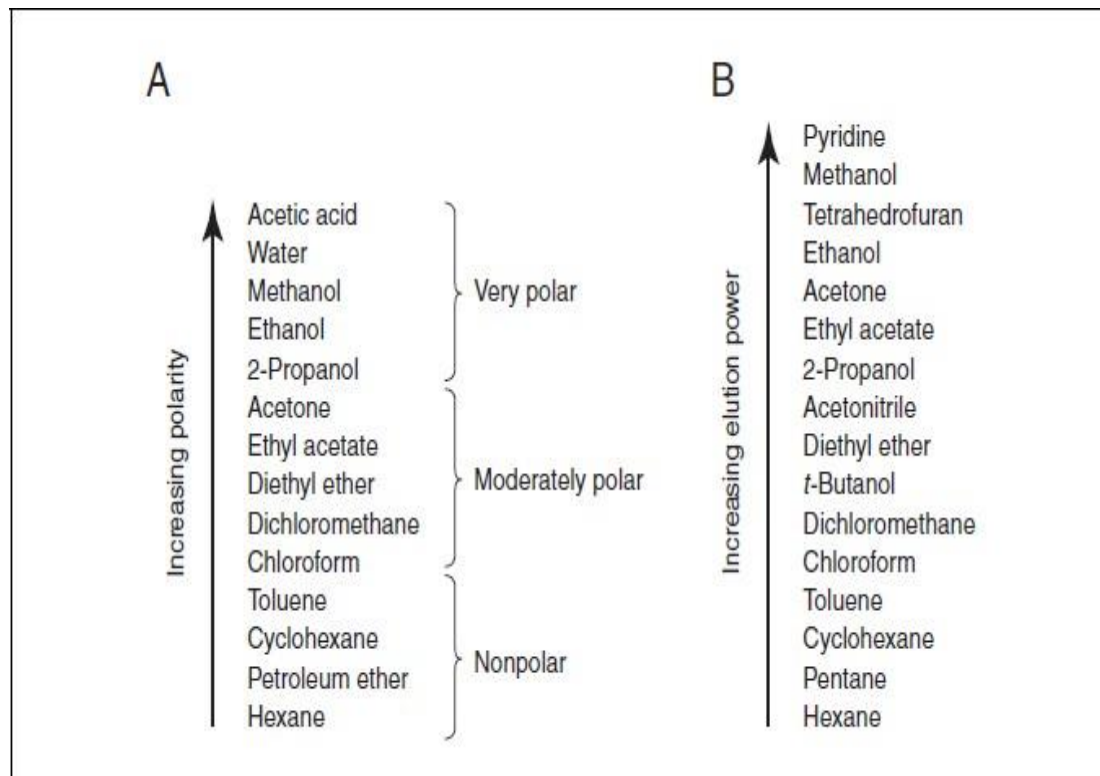 A
Increasing polarity
Acetic acid
Water
Methanol
Ethanol
2-Propanol
Acetone
Ethyl acetate
Diethyl ether
Dichloromethane
Chloroform
Toluene
Cyclohexane
Petroleum ether
Hexane
Very polar
Moderately polar
Nonpolar
B
Increasing elution power
Pyridine
Methanol
Tetrahedrofuran
Ethanol
Acetone
Ethyl acetate
2-Propanol
Acetonitrile
Diethyl ether
t-Butanol
Dichloromethane
Chloroform
Toluene
Cyclohexane
Pentane
Hexane